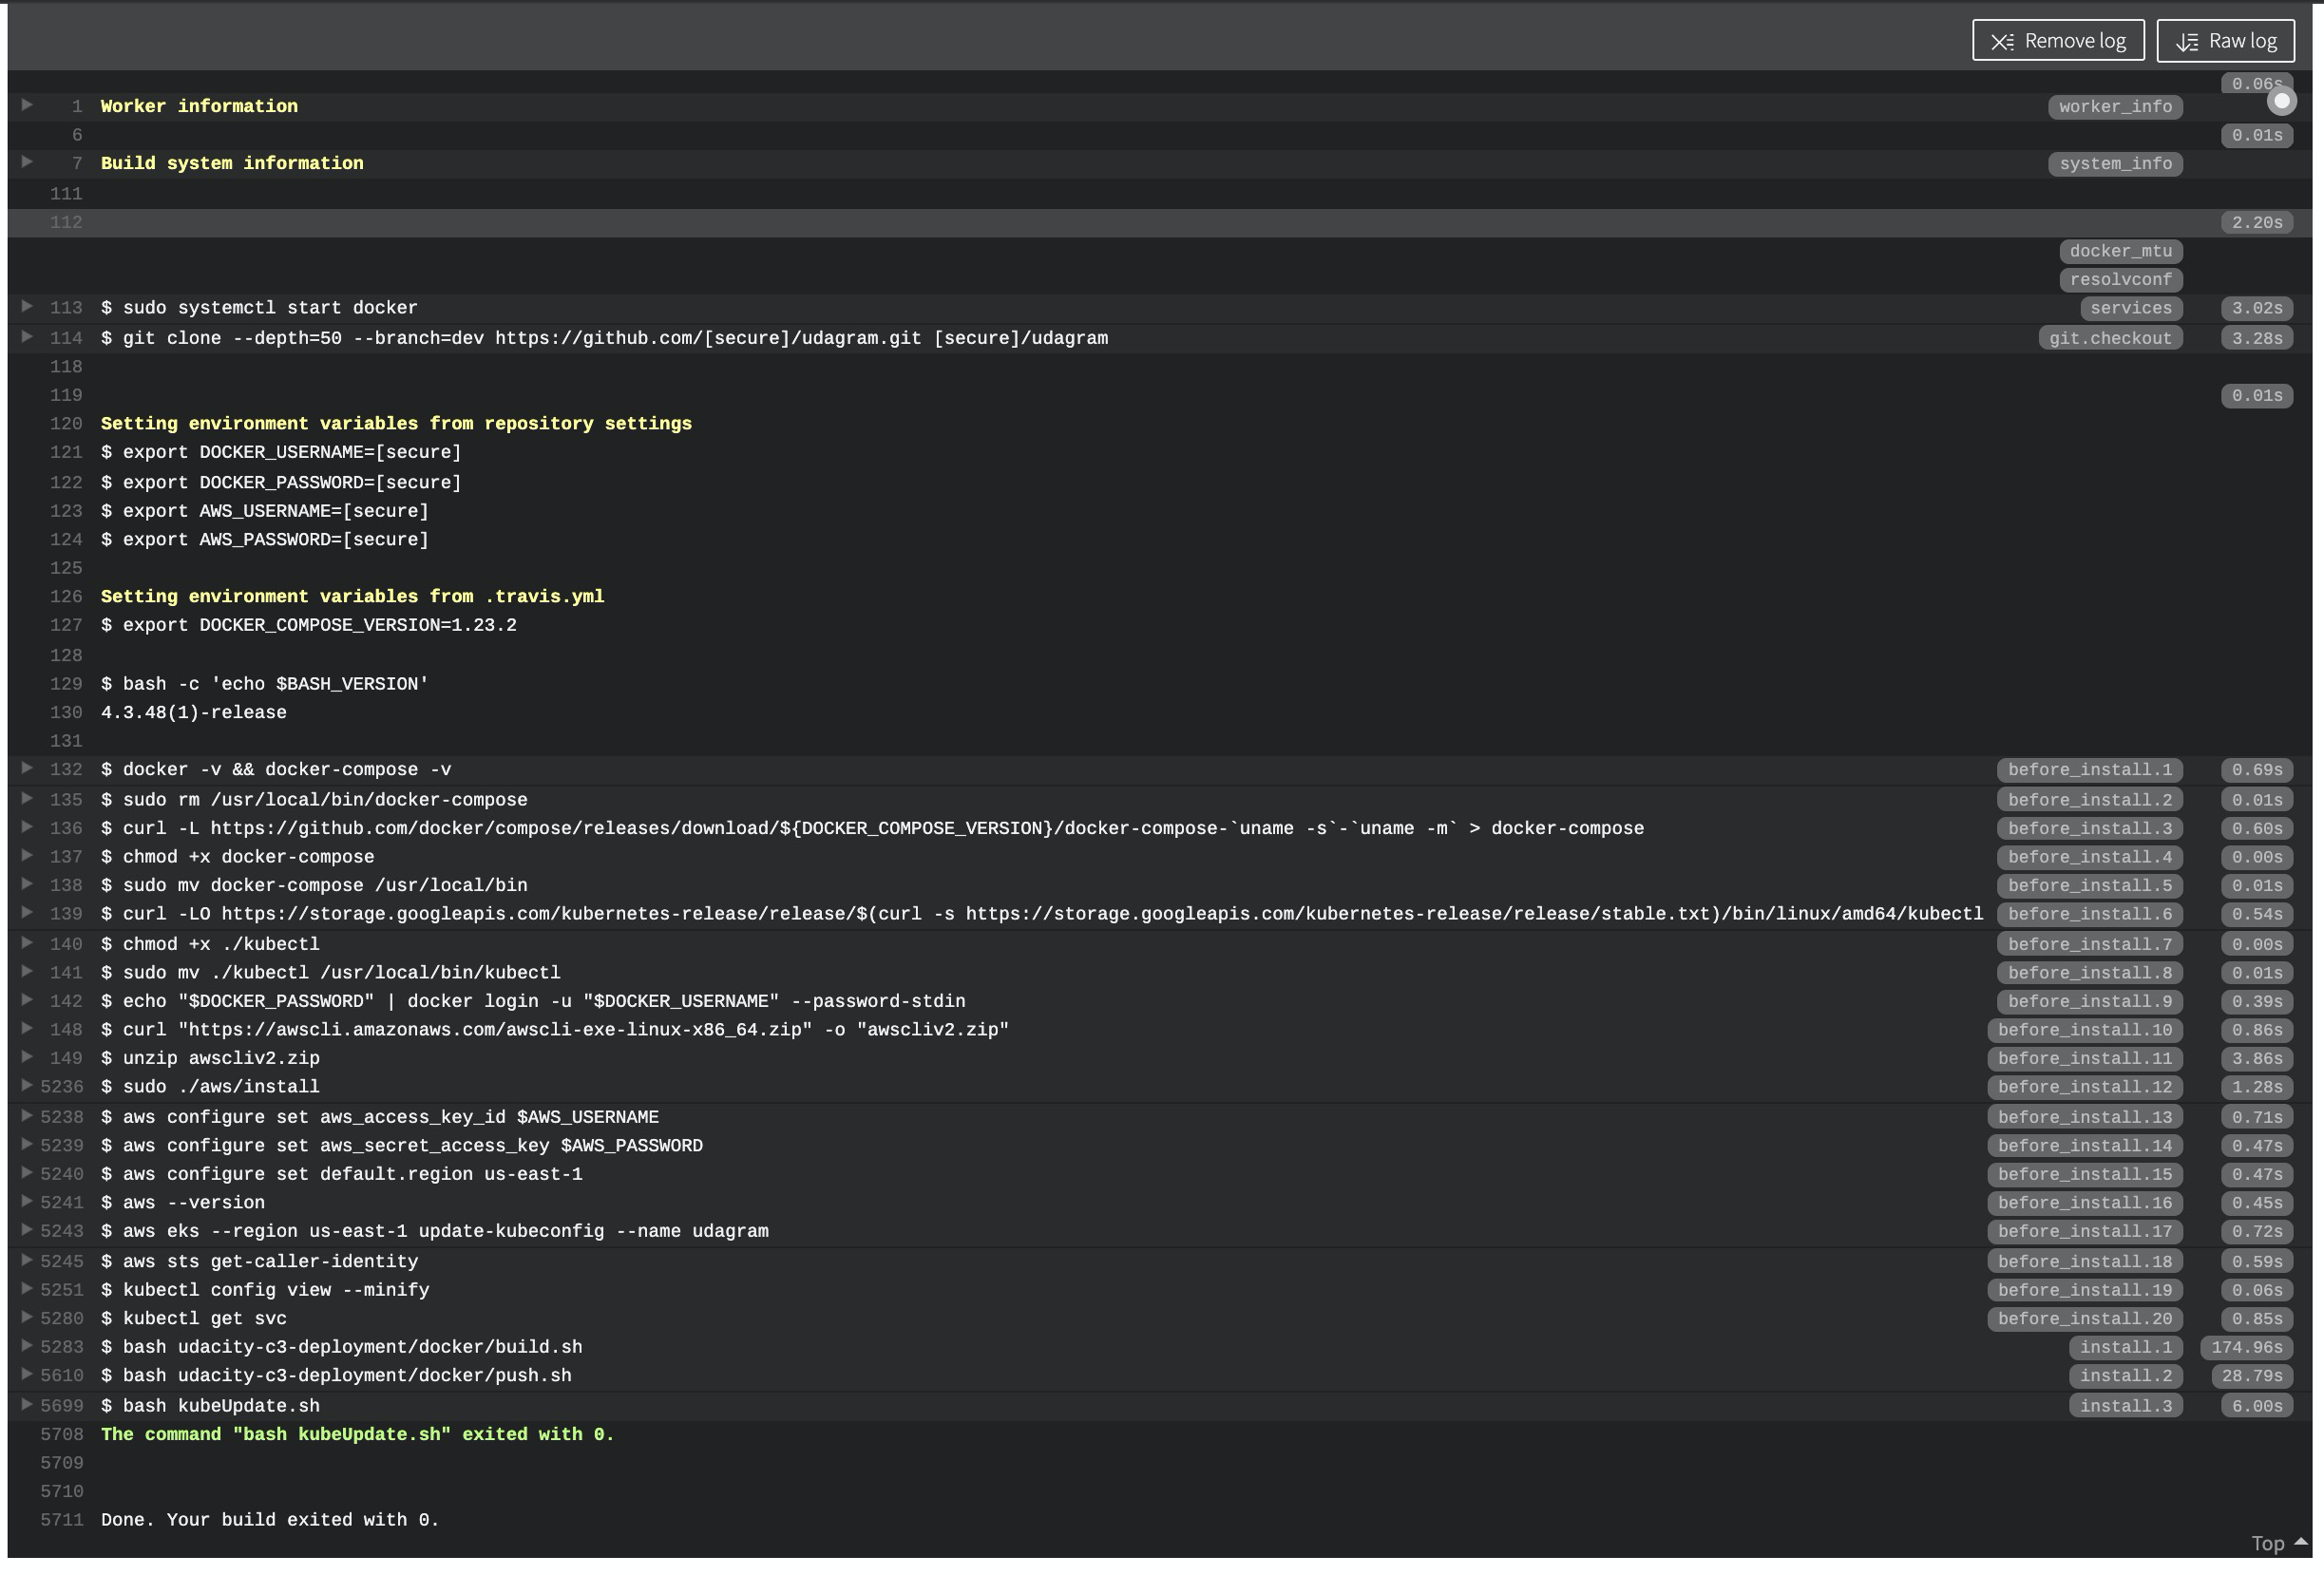 Remove log Raw log
0.06s
1 Worker information worker_info
6 0.01s
7 Build system information system_info
111
112 2.20s
docker_mtu
resolvconf
113 $ sudo systemctl start docker services 3.02s
114 $ git clone --depth=50 --branch=dev https://github.com/[secure]/udagram.git [secure]/udagram git.checkout 3.28s
118
119 0.01s
120 Setting environment variables from repository settings
121 $ export DOCKER_USERNAME=[secure]
122 $ export DOCKER_PASSWORD=[secure]
123 $ export AWS_USERNAME=[secure]
124 $ export AWS_PASSWORD=[secure]
125
126 Setting environment variables from .travis.yml
127 $ export DOCKER_COMPOSE_VERSION=1.23.2
128
129 $ bash -c 'echo $BASH_VERSION'
130 4.3.48(1)-release
131
132 $ docker -v && docker-compose -v before_install.1 0.69s
135 $ sudo rm /usr/local/bin/docker-compose before_install.2 0.01s
136 $ curl -L https://github.com/docker/compose/releases/download/${DOCKER_COMPOSE_VERSION}/docker-compose-`uname -s`-`uname -m` > docker-compose before_install.3 0.60s
137 $ chmod +x docker-compose before_install.4 0.00s
138 $ sudo mv docker-compose /usr/local/bin before_install.5 0.01s
139 $ curl -LO https://storage.googleapis.com/kubernetes-release/release/$(curl -s https://storage.googleapis.com/kubernetes-release/release/stable.txt)/bin/linux/amd64/kubectl before_install.6 0.54s
140 $ chmod +x ./kubectl before_install.7 0.00s
141 $ sudo mv ./kubectl /usr/local/bin/kubectl before_install.8 0.01s
142 $ echo "$DOCKER_PASSWORD" | docker login -u "$DOCKER_USERNAME" --password-stdin before_install.9 0.39s
148 $ curl "https://awscli.amazonaws.com/awscli-exe-linux-x86_64.zip" -o "awscliv2.zip" before_install.10 0.86s
149 $ unzip awscliv2.zip before_install.11 3.86s
5236 $ sudo ./aws/install before_install.12 1.28s
5238 $ aws configure set aws_access_key_id $AWS_USERNAME before_install.13 0.71s
5239 $ aws configure set aws_secret_access_key $AWS_PASSWORD before_install.14 0.47s
5240 $ aws configure set default.region us-east-1 before_install.15 0.47s
5241 $ aws --version before_install.16 0.45s
5243 $ aws eks --region us-east-1 update-kubeconfig --name udagram before_install.17 0.72s
5245 $ aws sts get-caller-identity before_install.18 0.59s
5251 $ kubectl config view --minify before_install.19 0.06s
5280 $ kubectl get svc before_install.20 0.85s
5283 $ bash udacity-c3-deployment/docker/build.sh install.1 174.96s
5610 $ bash udacity-c3-deployment/docker/push.sh install.2 28.79s
5699 $ bash kubeUpdate.sh install.3 6.00s
5708 The command "bash kubeUpdate.sh" exited with 0.
5709
5710
5711 Done. Your build exited with 0.
Top